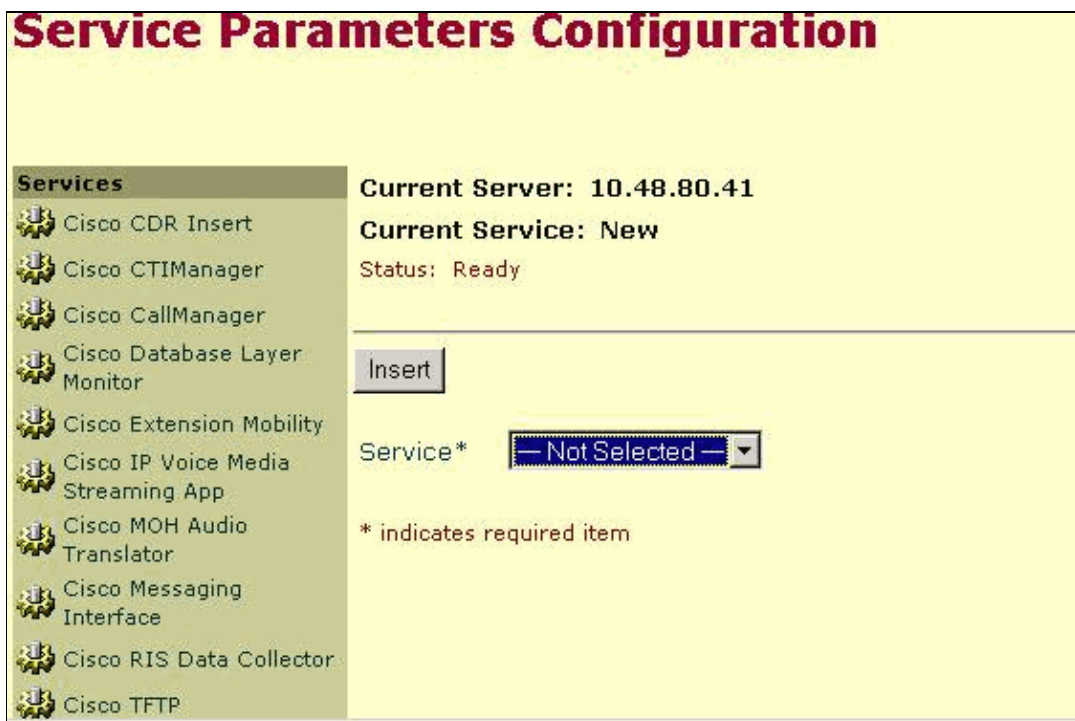 Service Parameters Configuration
Services
Cisco CDR Insert
Cisco CTIManager
Cisco CallManager
Cisco Database Layer
Monitor
Cisco Extension Mobility
Cisco IP Voice Media
Streaming App
Cisco MOH Audio
Translator
Cisco Messaging
Interface
Cisco RIS Data Collector
Cisco TFTP
Current Server: 10.48.80.41
Current Service: New
Status: Ready
Insert
Service* — Not Selected —
* indicates required item